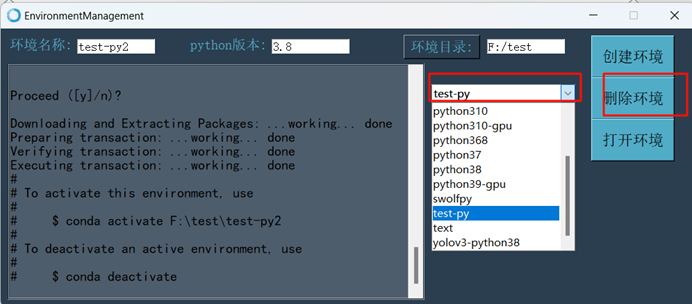 EnvironmentManagement
环境名称: test-py2 python版本: 3.8 环境目录: F:/test
创建环境
删除环境
打开环境
Proceed ([y]/n)?
Downloading and Extracting Packages: ...working... done
Preparing transaction: ...working... done
Verifying transaction: ...working... done
Executing transaction: ...working... done
#
# To activate this environment, use
#
#     $ conda activate F:\test\test-py2
#
# To deactivate an active environment, use
#
#     $ conda deactivate
test-py
python310
python310-gpu
python368
python37
python38
python39-gpu
swolfpy
test-py
text
yolov3-python38